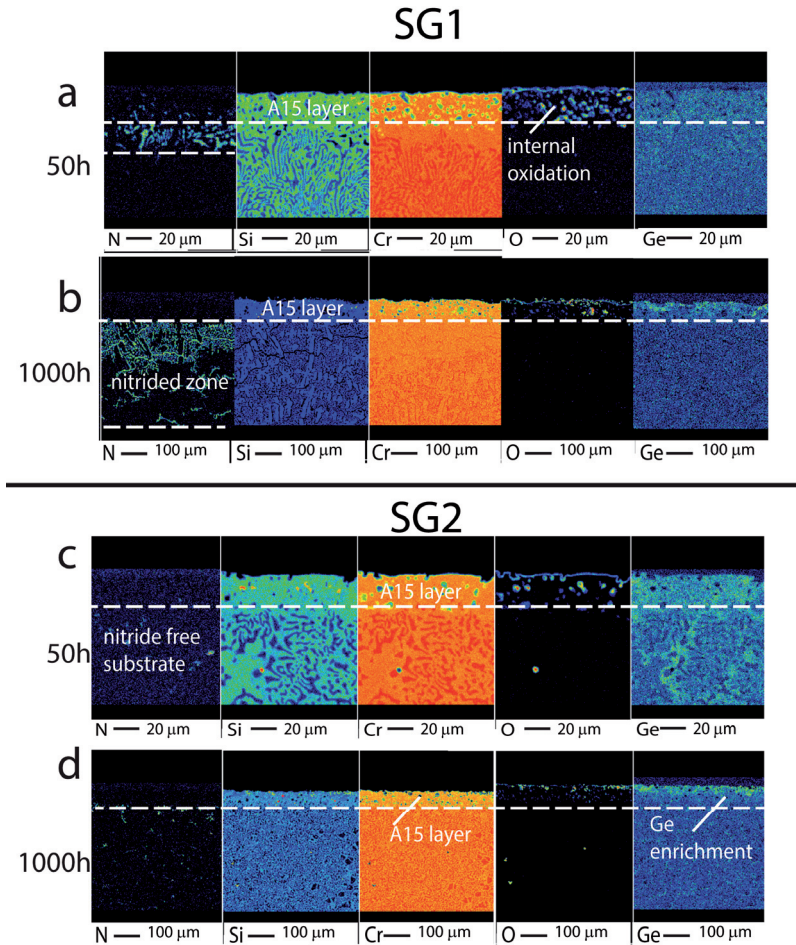 SG1
a
50h
A15 layer
internal
oxidation
N 20 μm Si 20 μm Cr 20 μm O 20 μm Ge 20 μm
b
1000h
A15 layer
nitrided zone
N 100 μm Si 100 μm Cr 100 μm O 100 μm Ge 100 μm
SG2
c
50h
A15 layer
nitride free
substrate
N 20 μm Si 20 μm Cr 20 μm O 20 μm Ge 20 μm
d
1000h
A15 layer
Ge
enrichment
N 100 μm Si 100 μm Cr 100 μm O 100 μm Ge 100 μm